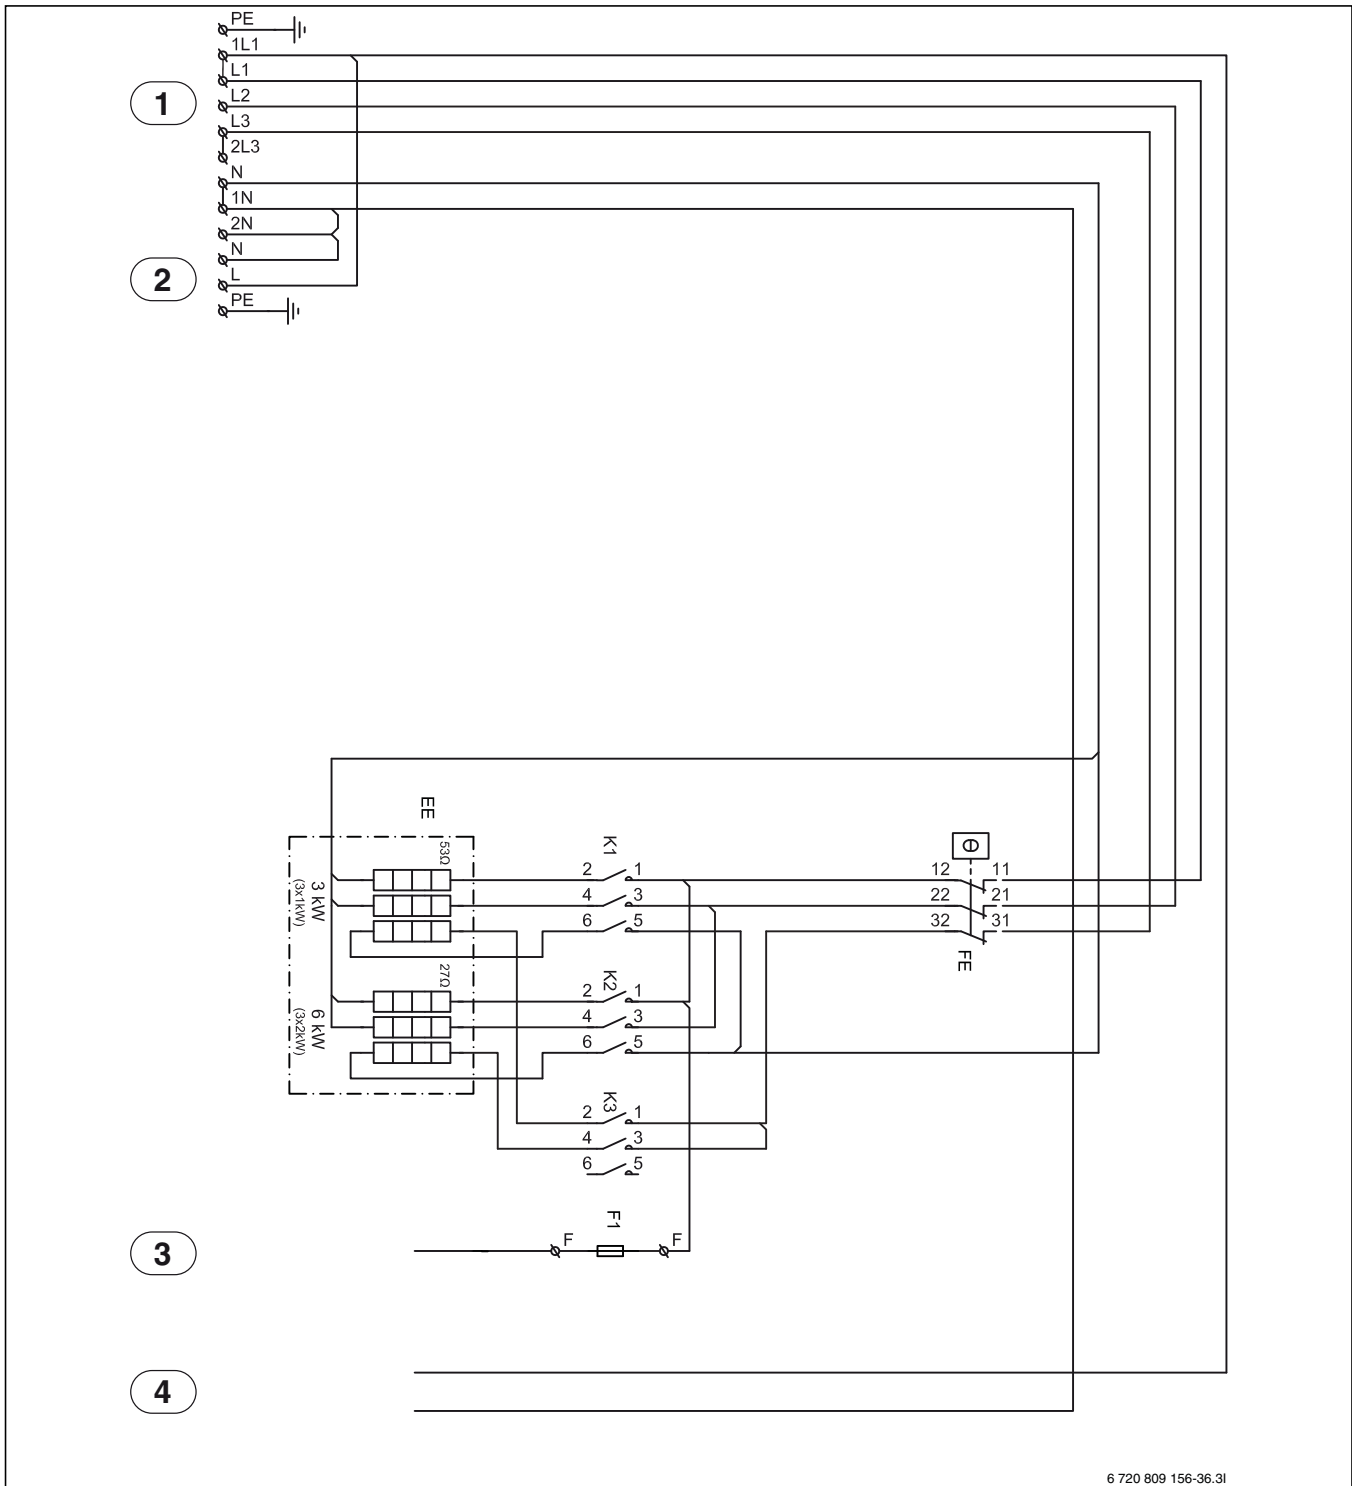 PE
1L1
L1
1
L2
L3
2L3
N
1N
2N
N
2
L
PE
EE
53Ω
3 kW
(3x1kW)
27Ω
6 kW
(3x2kW)
K1
2 1
4 3
6 5
K2
2 1
4 3
6 5
K3
2 1
4 3
6 5
θ
12 11
22 21
32 31
FE
3
F
F1
F
4
6 720 809 156-36.3I